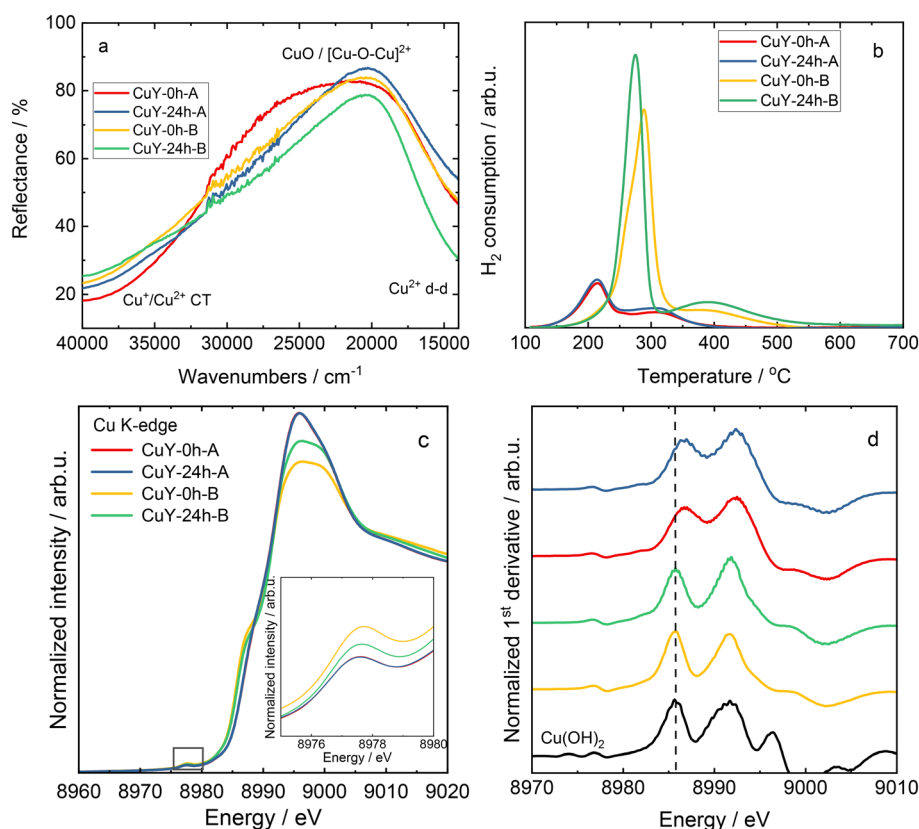 a
CuO / [Cu-O-Cu]2+
CuY-0h-A
CuY-24h-A
CuY-0h-B
CuY-24h-B
Cu+/Cu2+ CT
Cu2+ d-d
100
80
60
40
20
Reflectance / %
40000 35000 30000 25000 20000 15000
Wavenumbers / cm-1
b
CuY-0h-A
CuY-24h-A
CuY-0h-B
CuY-24h-B
H2 consumption / arb.u.
100 200 300 400 500 600 700
Temperature / oC
Cu K-edge
c
CuY-0h-A
CuY-24h-A
CuY-0h-B
CuY-24h-B
Normalized intensity / arb.u.
Normalized intensity / arb.u.
8976 8978 8980
Energy / eV
8960 8970 8980 8990 9000 9010 9020
Energy / eV
d
Cu(OH)2
Normalized 1st derivative / arb.u.
8970 8980 8990 9000 9010
Energy / eV